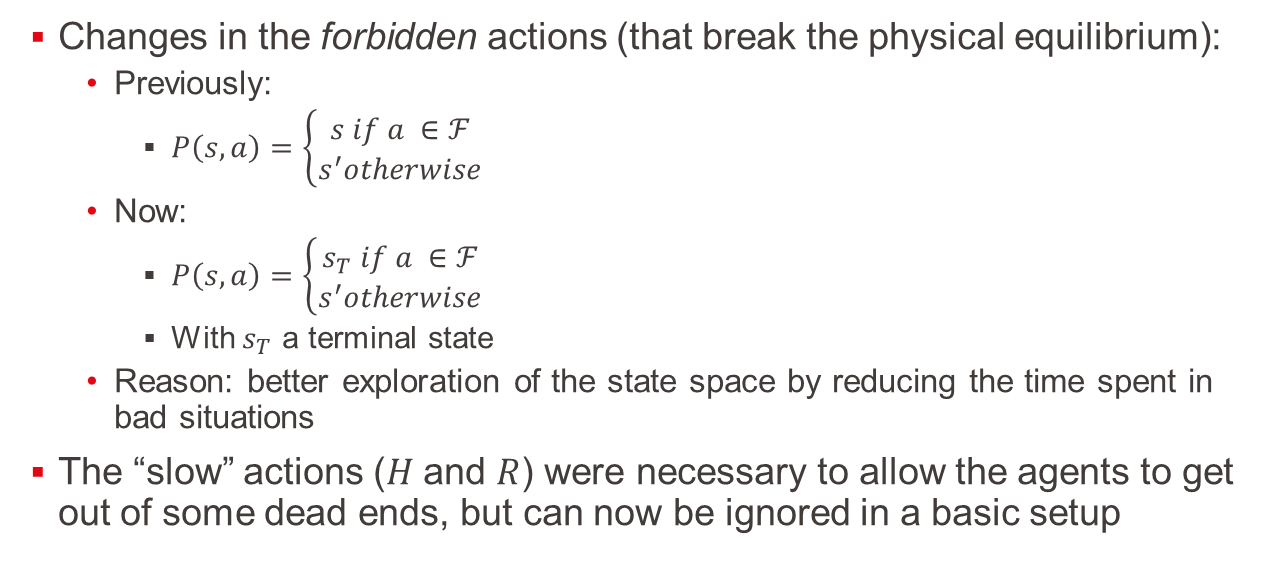 ▪ Changes in the forbidden actions (that break the physical equilibrium):
• Previously:
▪ P(s, a) = { s if a ∈ ℱ
s′otherwise
• Now:
▪ P(s, a) = { s_T if a ∈ ℱ
s′otherwise
▪ With s_T a terminal state
• Reason: better exploration of the state space by reducing the time spent in
bad situations
▪ The “slow” actions (H and R) were necessary to allow the agents to get
out of some dead ends, but can now be ignored in a basic setup